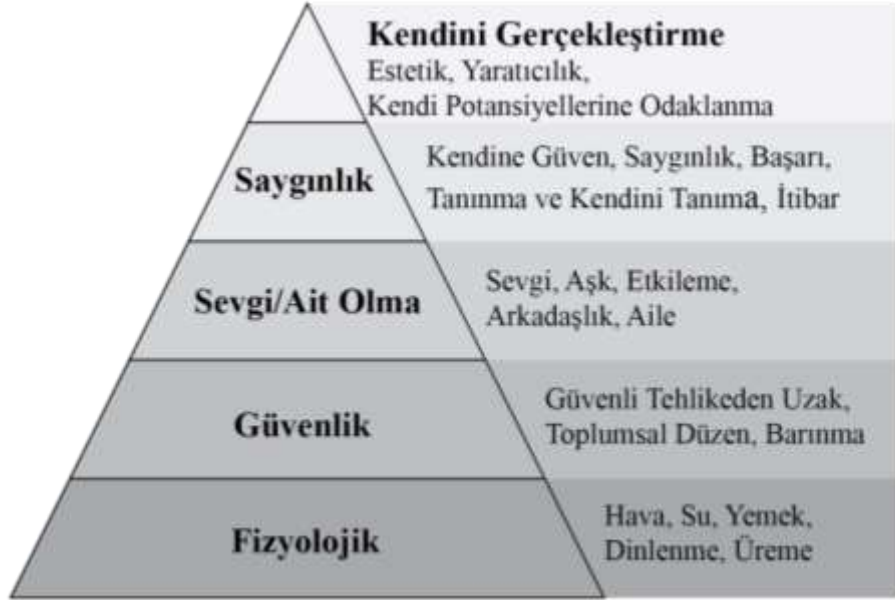 Kendini Gerçekleştirme
Estetik, Yaratıcılık,
Kendi Potansiyellerine Odaklanma
Saygınlık
Kendine Güven, Saygınlık, Başarı,
Tanınma ve Kendini Tanıma, İtibar
Sevgi/Ait Olma
Sevgi, Aşk, Etkileme,
Arkadaşlık, Aile
Güvenlik
Güvenli Tehlikeden Uzak,
Toplumsal Düzen, Barınma
Fizyolojik
Hava, Su, Yemek,
Dinlenme, Üreme